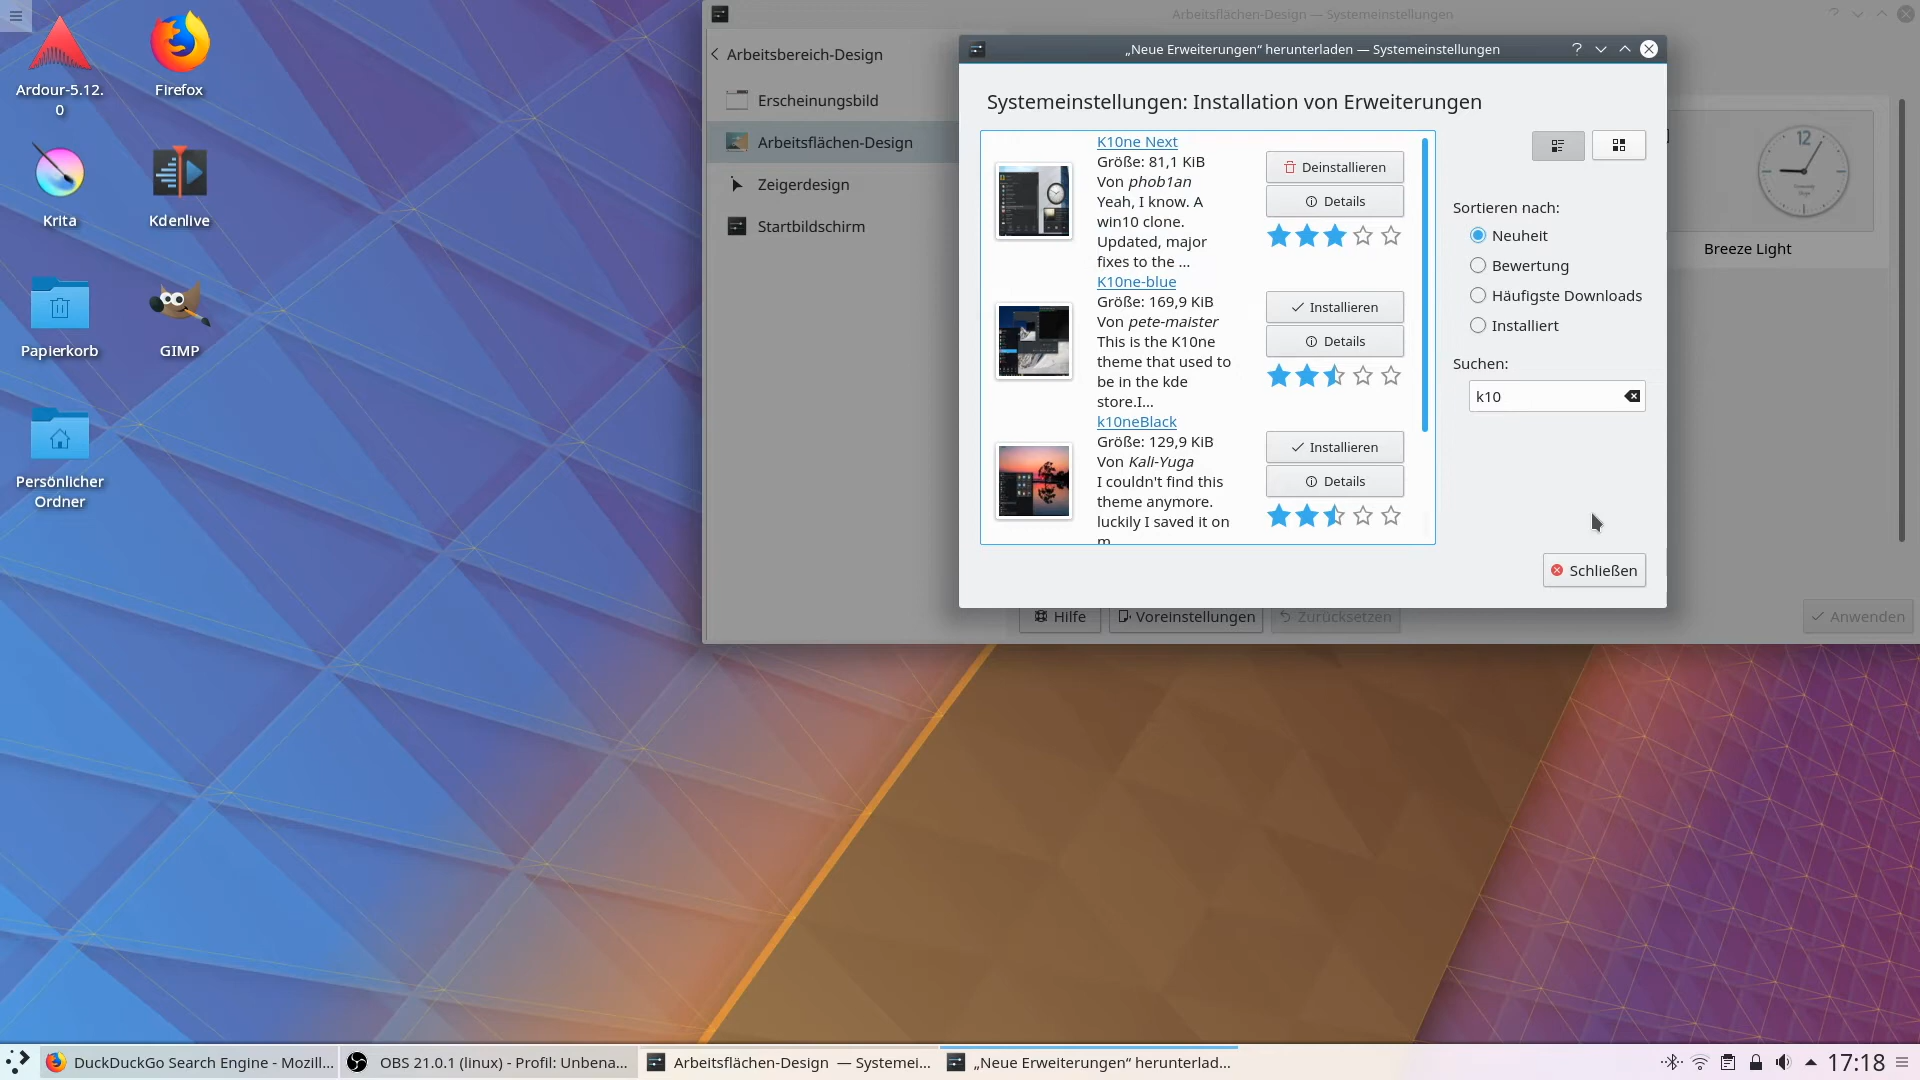 Arbeitsflächen-Design — Systemeinstellungen
Ardour-5.12.
0
Firefox
Krita
Kdenlive
Papierkorb
GIMP
Persönlicher
Ordner
Arbeitsbereich-Design
Erscheinungsbild
Arbeitsflächen-Design
Zeigerdesign
Startbildschirm
„Neue Erweiterungen“ herunterladen — Systemeinstellungen
Systemeinstellungen: Installation von Erweiterungen
K10ne Next
Größe: 81,1 KiB
Von phob1an
Yeah, I know. A
win10 clone.
Updated, major
fixes to the ...
Deinstallieren
Details
K10ne-blue
Größe: 169,9 KiB
Von pete-maister
This is the K10ne
theme that used to
be in the kde
store.I...
Installieren
Details
k10neBlack
Größe: 129,9 KiB
Von Kali-Yuga
I couldn't find this
theme anymore.
luckily I saved it on
m...
Installieren
Details
Sortieren nach:
Neuheit
Bewertung
Häufigste Downloads
Installiert
Suchen:
k10
Schließen
12
Breeze Light
Hilfe
Voreinstellungen
Zurücksetzen
Anwenden
DuckDuckGo Search Engine - Mozill...
OBS 21.0.1 (linux) - Profil: Unbena...
Arbeitsflächen-Design — Systemei...
„Neue Erweiterungen“ herunterlad...
17:18